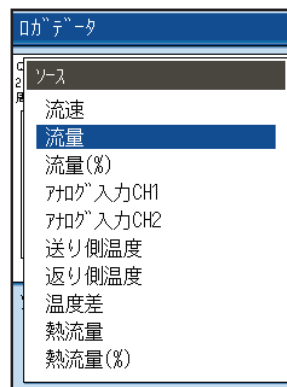 ロガデータ
ソース
流速
流量
流量(%)
アナログ入力CH1
アナログ入力CH2
送り側温度
返り側温度
温度差
熱流量
熱流量(%)